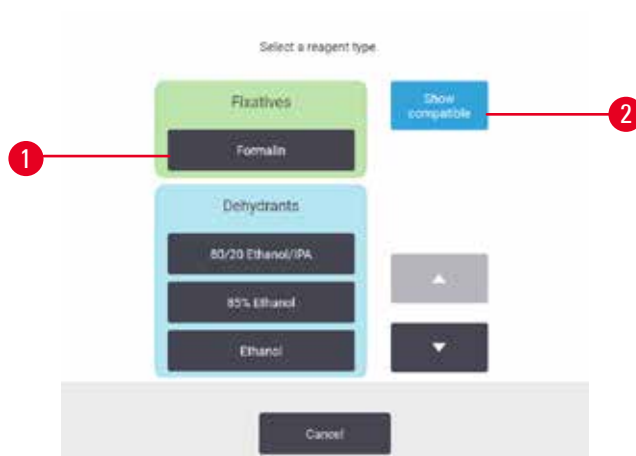 Select a reagent type
Fixatives
Show
compatible
2
1
Formalin
Dehydrants
80/20 Ethanol/IPA
85% Ethanol
Ethanol
Cancel